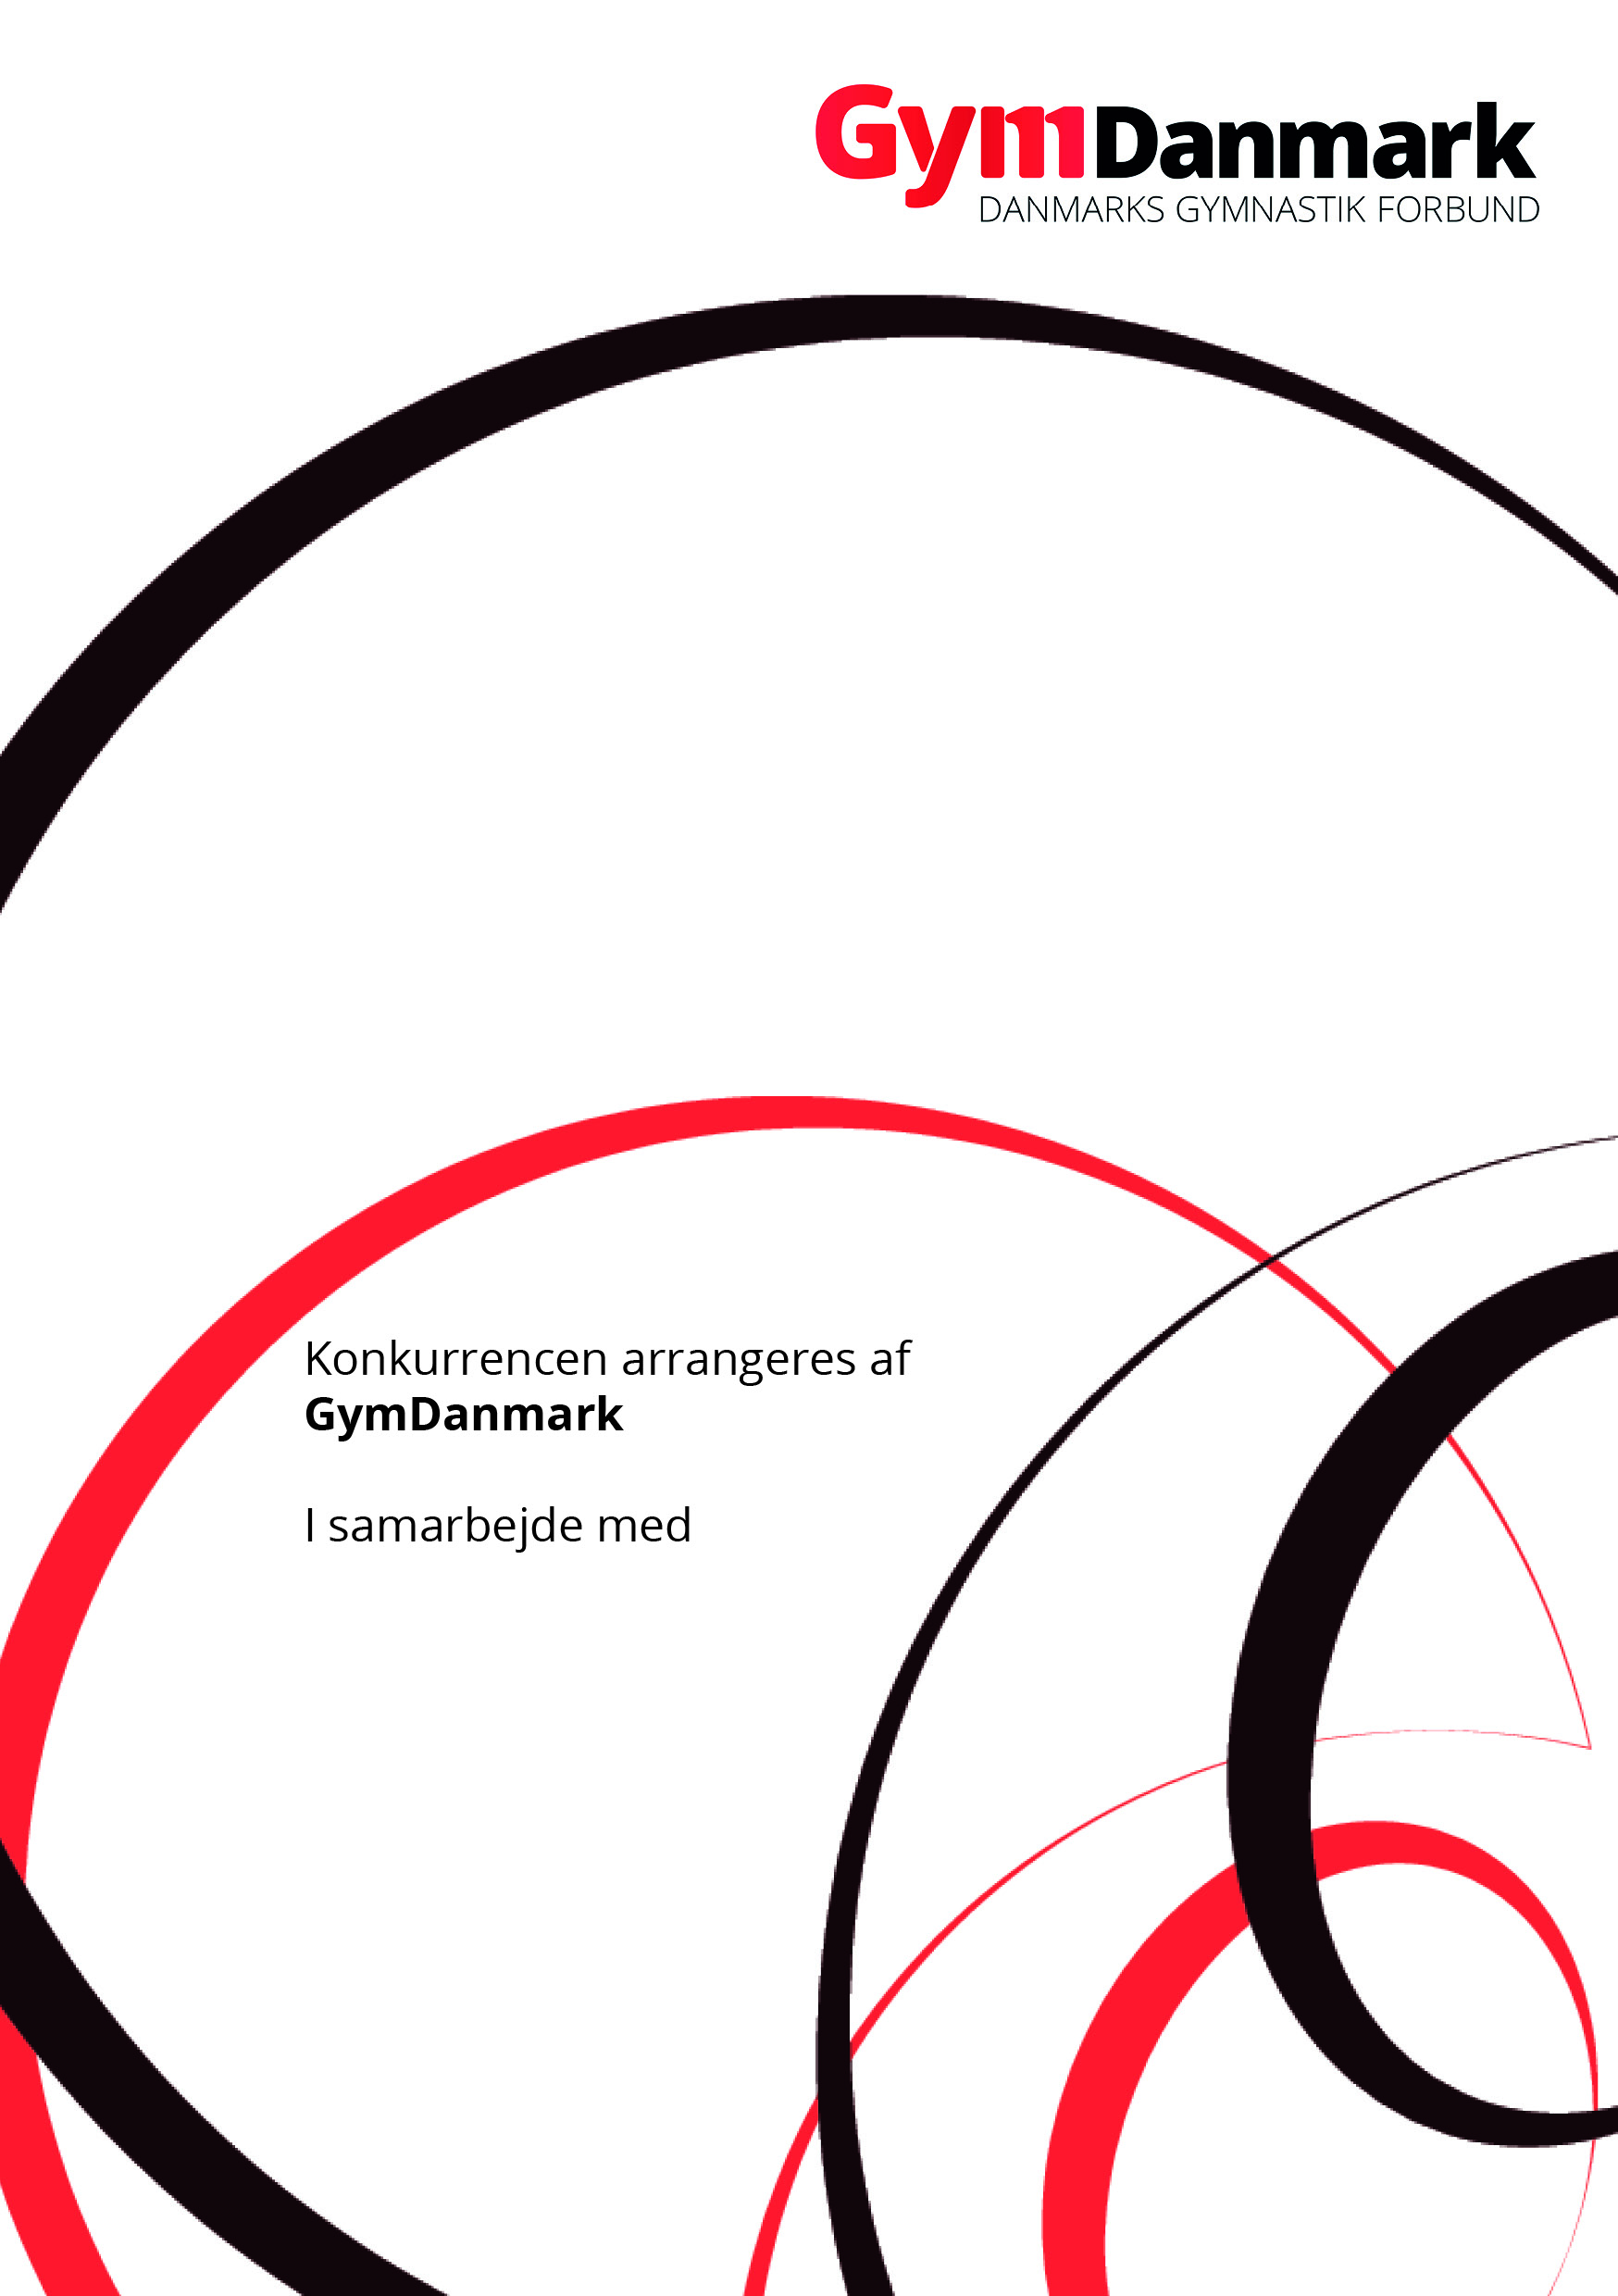 GymDanmark
DANMARKS GYMNASTIK FORBUND
Konkurrencen arrangeres af
GymDanmark
I samarbejde med